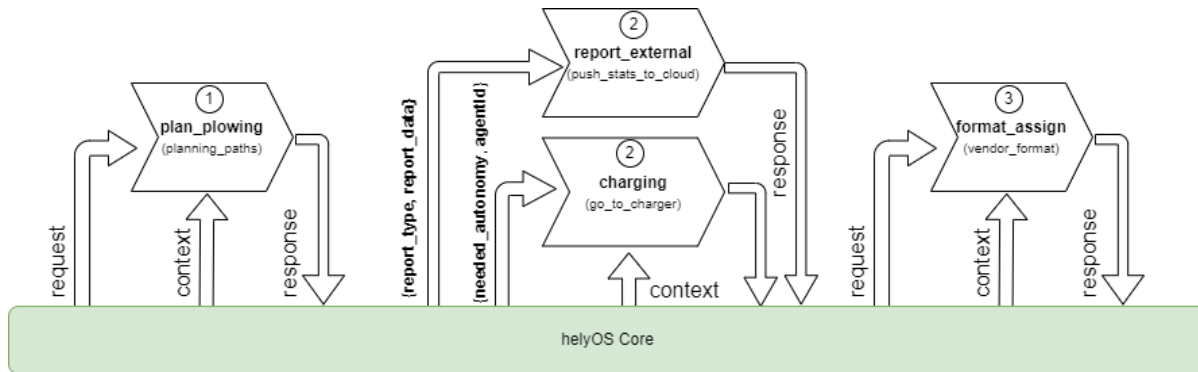 1
plan_plowing
(planning_paths)
request
context
response
{report_type, report_data}
{needed_autonomy, agentId}
2
report_external
(push_stats_to_cloud)
2
charging
(go_to_charger)
context
response
3
format_assign
(vendor_format)
request
context
response
helyOS Core